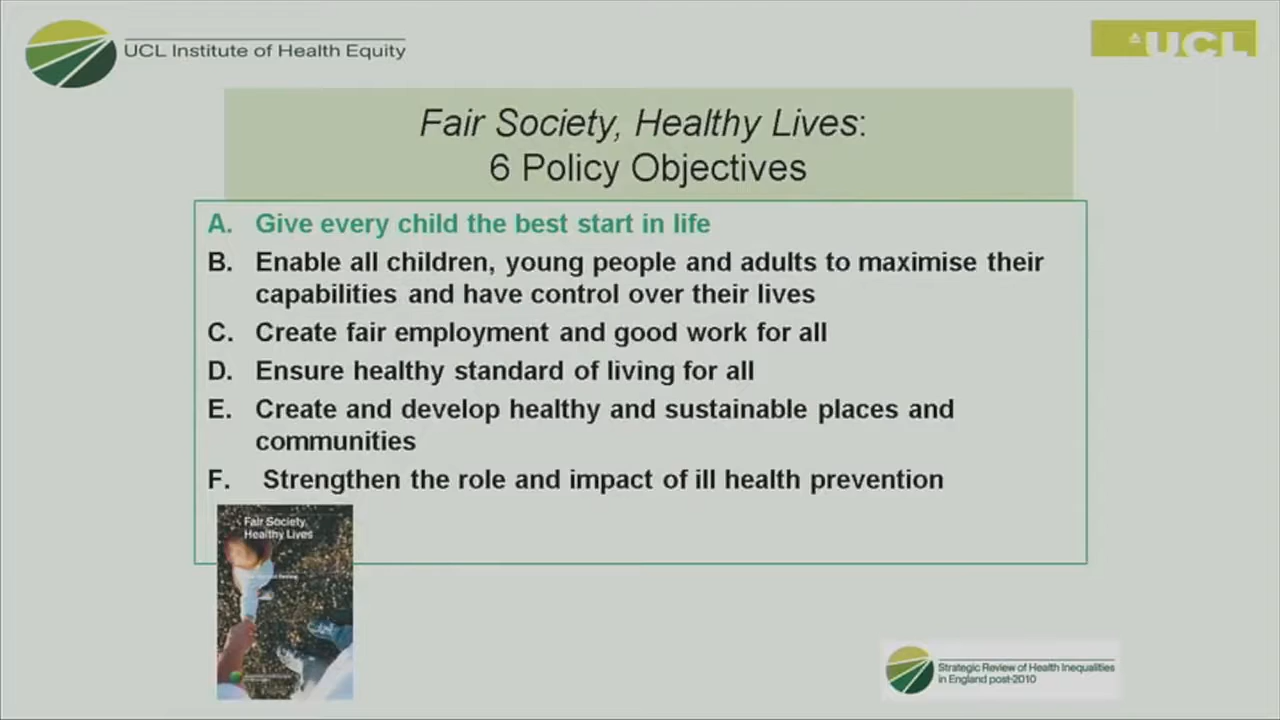 UCL Institute of Health Equity
UCL
Fair Society, Healthy Lives:
6 Policy Objectives
A. Give every child the best start in life
B. Enable all children, young people and adults to maximise their
capabilities and have control over their lives
C. Create fair employment and good work for all
D. Ensure healthy standard of living for all
E. Create and develop healthy and sustainable places and
communities
F. Strengthen the role and impact of ill health prevention
Fair Society,
Healthy Lives
Strategic Review of Health Inequalities
in England post-2010